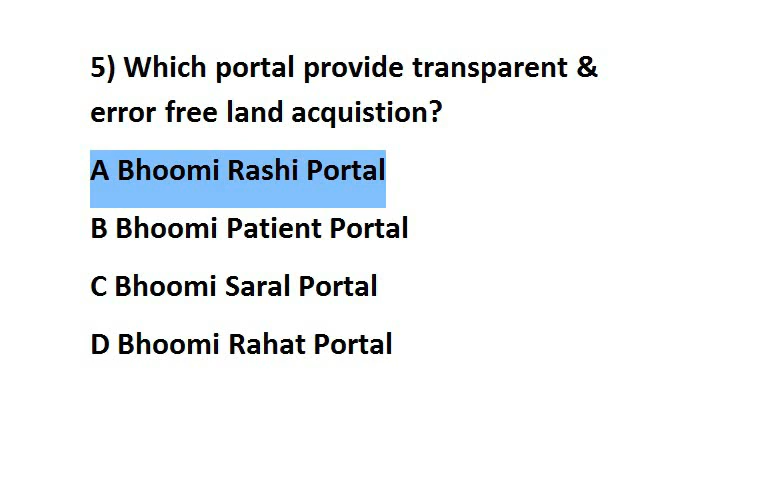 5) Which portal provide transparent &
error free land acquistion?
A Bhoomi Rashi Portal
B Bhoomi Patient Portal
C Bhoomi Saral Portal
D Bhoomi Rahat Portal